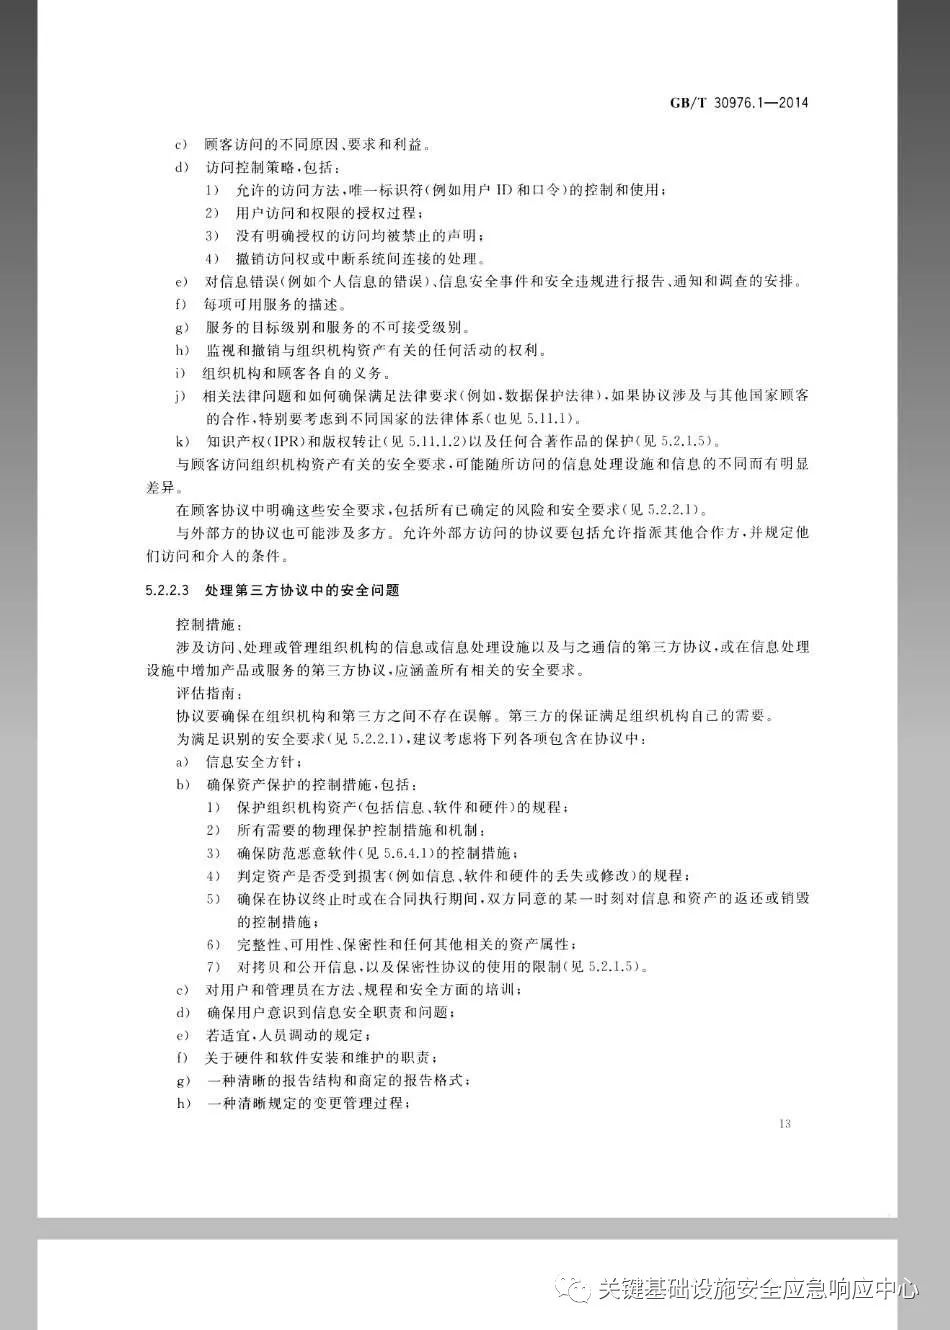 GB/T 30976.1—2014
c) 顾客访问的不同原因、要求和利益。
d) 访问控制策略,包括:
1) 允许的访问方法,唯一标识符(例如用户 ID 和口令)的控制和使用;
2) 用户访问和权限的授权过程;
3) 没有明确授权的访问均被禁止的声明;
4) 撤销访问权或中断系统间连接的处理。
e) 对信息错误(例如个人信息的错误)、信息安全事件和安全违规进行报告、通知和调查的安排。
f) 每项可用服务的描述。
g) 服务的目标级别和服务的不可接受级别。
h) 监视和撤销与组织机构资产有关的任何活动的权利。
i) 组织机构和顾客各自的义务。
j) 相关法律问题和如何确保满足法律要求(例如,数据保护法律),如果协议涉及与其他国家顾客
的合作,特别要考虑到不同国家的法律体系(也见 5.11.1)。
k) 知识产权(IPR)和版权转让(见 5.11.1.2)以及任何合著作品的保护(见 5.2.1.5)。
与顾客访问组织机构资产有关的安全要求,可能随所访问的信息处理设施和信息的不同而有明显
差异。
在顾客协议中明确这些安全要求,包括所有已确定的风险和安全要求(见 5.2.2.1)。
与外部方的协议也可能涉及多方。允许外部方访问的协议要包括允许指派其他合作方,并规定他
们访问和介入的条件。
5.2.2.3 处理第三方协议中的安全问题
控制措施:
涉及访问、处理或管理组织机构的信息或信息处理设施以及与之通信的第三方协议,或在信息处理
设施中增加产品或服务的第三方协议,应涵盖所有相关的安全要求。
评估指南:
协议要确保在组织机构和第三方之间不存在误解。第三方的保证满足组织机构自己的需要。
为满足识别的安全要求(见 5.2.2.1),建议考虑将下列各项包含在协议中:
a) 信息安全方针;
b) 确保资产保护的控制措施,包括:
1) 保护组织机构资产(包括信息、软件和硬件)的规程;
2) 所有需要的物理保护控制措施和机制;
3) 确保防范恶意软件(见 5.6.4.1)的控制措施;
4) 判定资产是否受到损害(例如信息、软件和硬件的丢失或修改)的规程;
5) 确保在协议终止时或在合同执行期间,双方同意的某一时刻对信息和资产的返还或销毁
的控制措施;
6) 完整性、可用性、保密性和任何其他相关的资产属性;
7) 对拷贝和公开信息,以及保密性协议的使用的限制(见 5.2.1.5)。
c) 对用户和管理员在方法、规程和安全方面的培训;
d) 确保用户意识到信息安全职责和问题;
e) 若适宜,人员调动的规定;
f) 关于硬件和软件安装和维护的职责;
g) 一种清晰的报告结构和商定的报告格式;
h) 一种清晰规定的变更管理过程;
13
关键基础设施安全应急响应中心